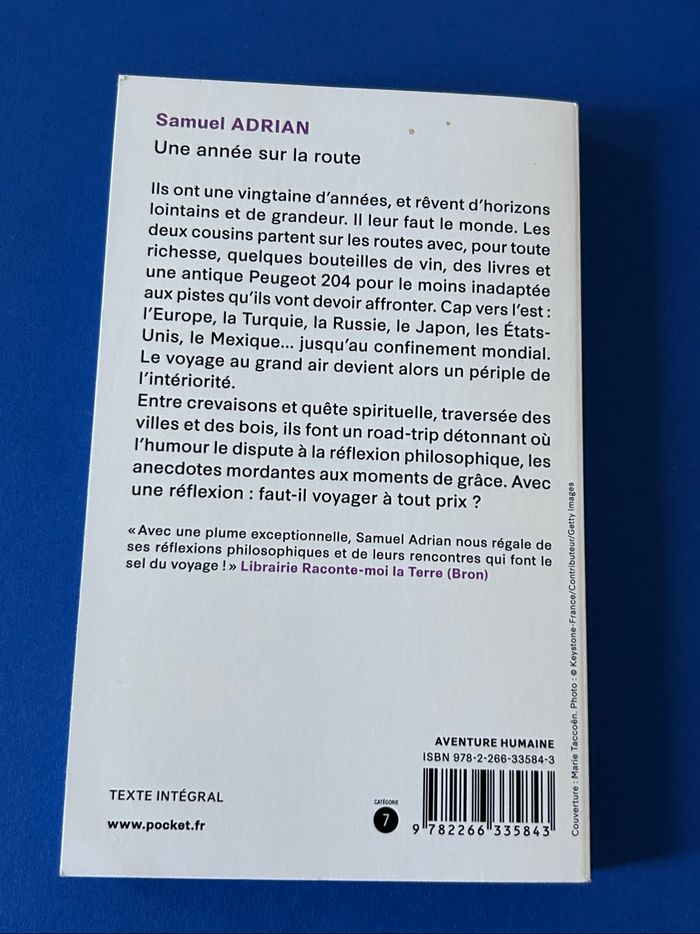 Samuel ADRIAN
Une année sur la route
Ils ont une vingtaine d'années, et rêvent d'horizons
lointains et de grandeur. Il leur faut le monde. Les
deux cousins partent sur les routes avec, pour toute
richesse, quelques bouteilles de vin, des livres et
une antique Peugeot 204 pour le moins inadaptée
aux pistes qu'ils vont devoir affronter. Cap vers l'est :
l'Europe, la Turquie, la Russie, le Japon, les États-
Unis, le Mexique... jusqu'au confinement mondial.
Le voyage au grand air devient alors un périple de
l'intériorité.
Entre crevaisons et quête spirituelle, traversée des
villes et des bois, ils font un road-trip détonnant où
l'humour le dispute à la réflexion philosophique, les
anecdotes mordantes aux moments de grâce. Avec
une réflexion : faut-il voyager à tout prix ?
« Avec une plume exceptionnelle, Samuel Adrian nous régale de
ses réflexions philosophiques et de leurs rencontres qui font le
sel du voyage ! » Librairie Raconte-moi la Terre (Bron)
Couverture : Marie Taccoën. Photo : © Keystone-France/Contributeur/Getty Images
AVENTURE HUMAINE
ISBN 978-2-266-33584-3
TEXTE INTÉGRAL
www.pocket.fr
CATÉGORIE
7
9 782266 335843